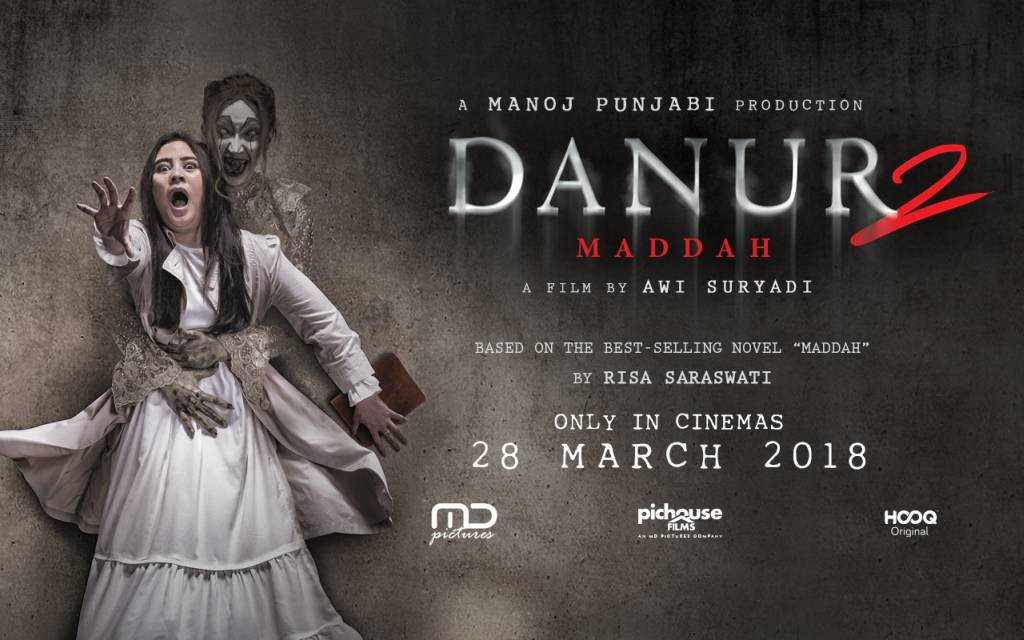 A MANOJ PUNJABI PRODUCTION
DANUR 2
MADDAH
A FILM BY AWI SURYADI
BASED ON THE BEST-SELLING NOVEL “MADDAH”
BY RISA SARASWATI
ONLY IN CINEMAS
28 MARCH 2018
MD
pictures
pichouse
FILMS
AN MD PICTURES COMPANY
HOOQ
Original